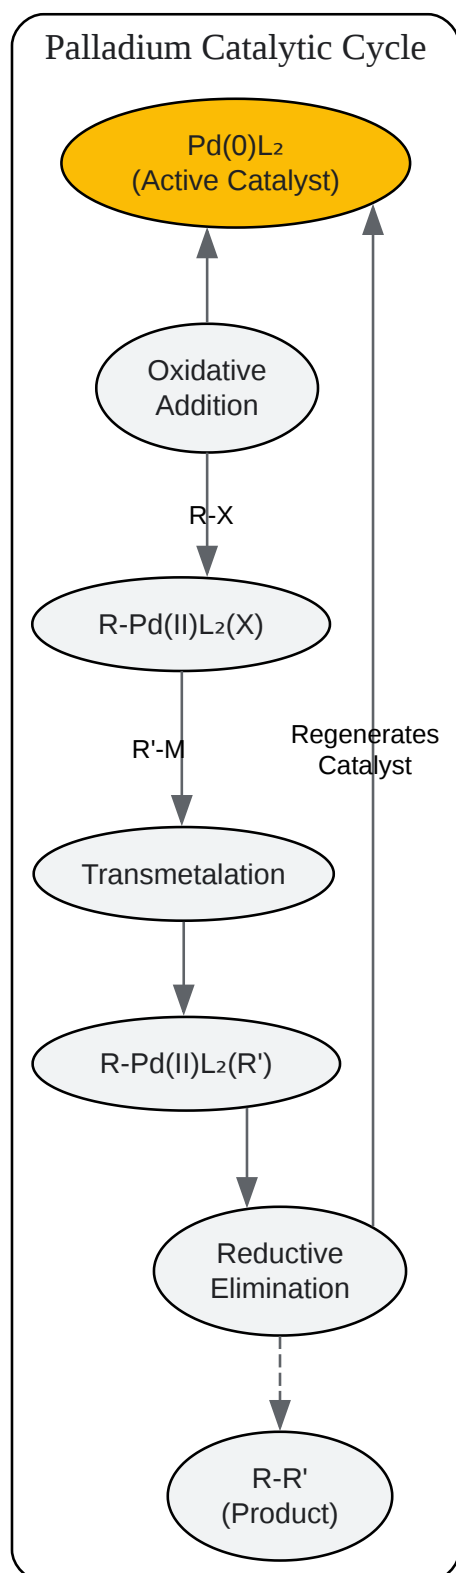 Palladium Catalytic Cycle
Pd(0)L₂
(Active Catalyst)
Oxidative
Addition
R-X
R-Pd(II)L₂(X)
R'-M
Regenerates
Catalyst
Transmetalation
R-Pd(II)L₂(R')
Reductive
Elimination
R-R'
(Product)